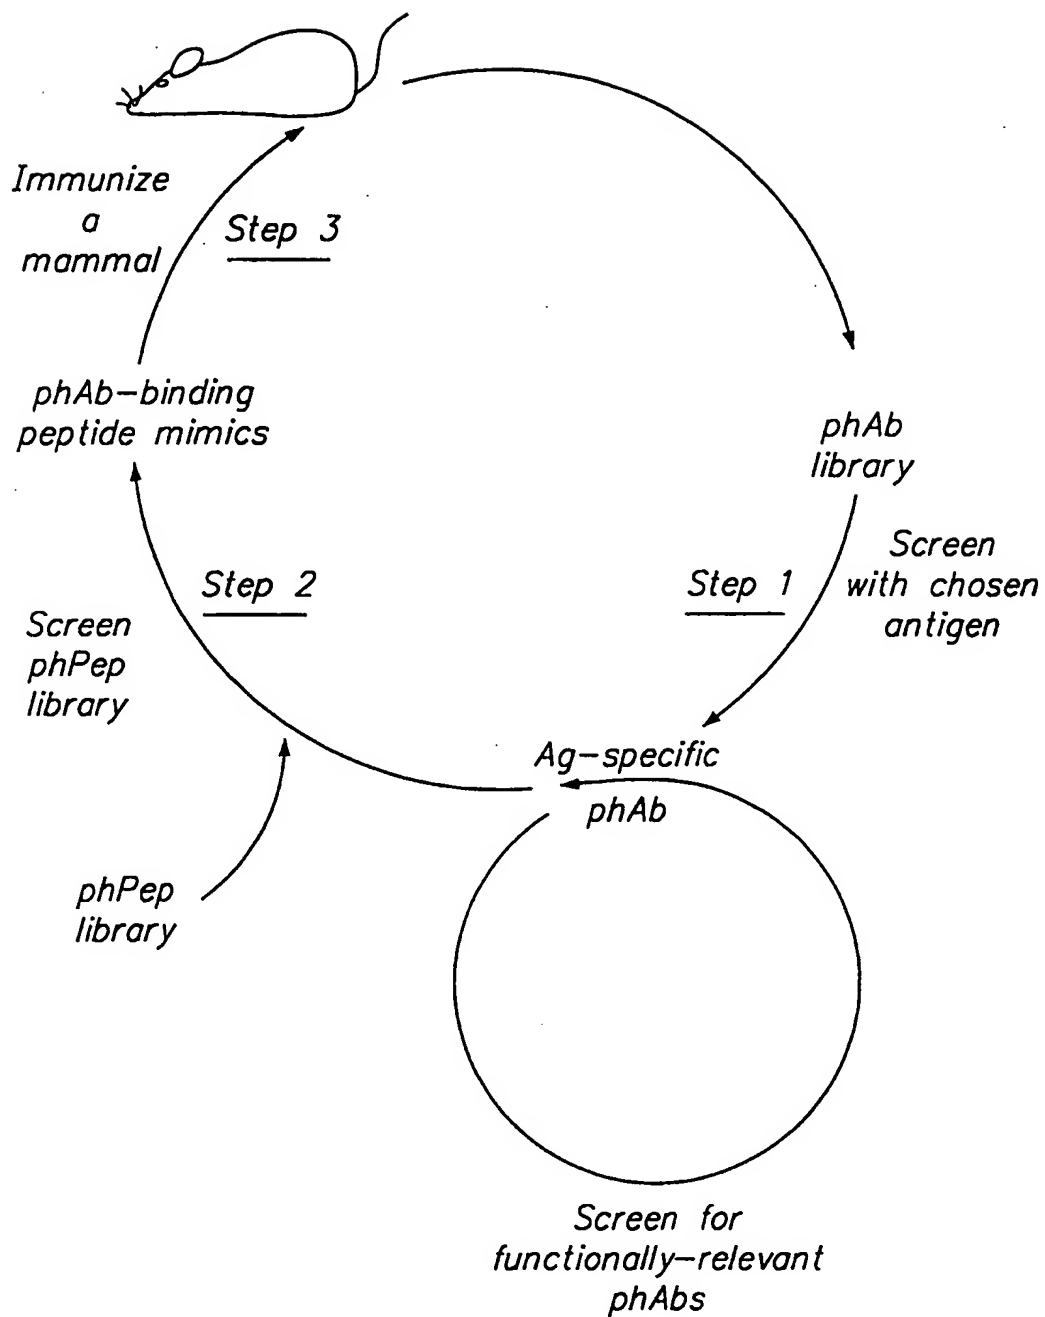 Immunize
a
mammal
Step 3
phAb-binding
peptide mimics
phAb
library
Screen
with chosen
antigen
Step 1
Step 2
Screen
phPep
library
Ag-specific
phAb
phPep
library
Screen for
functionally-relevant
phAbs